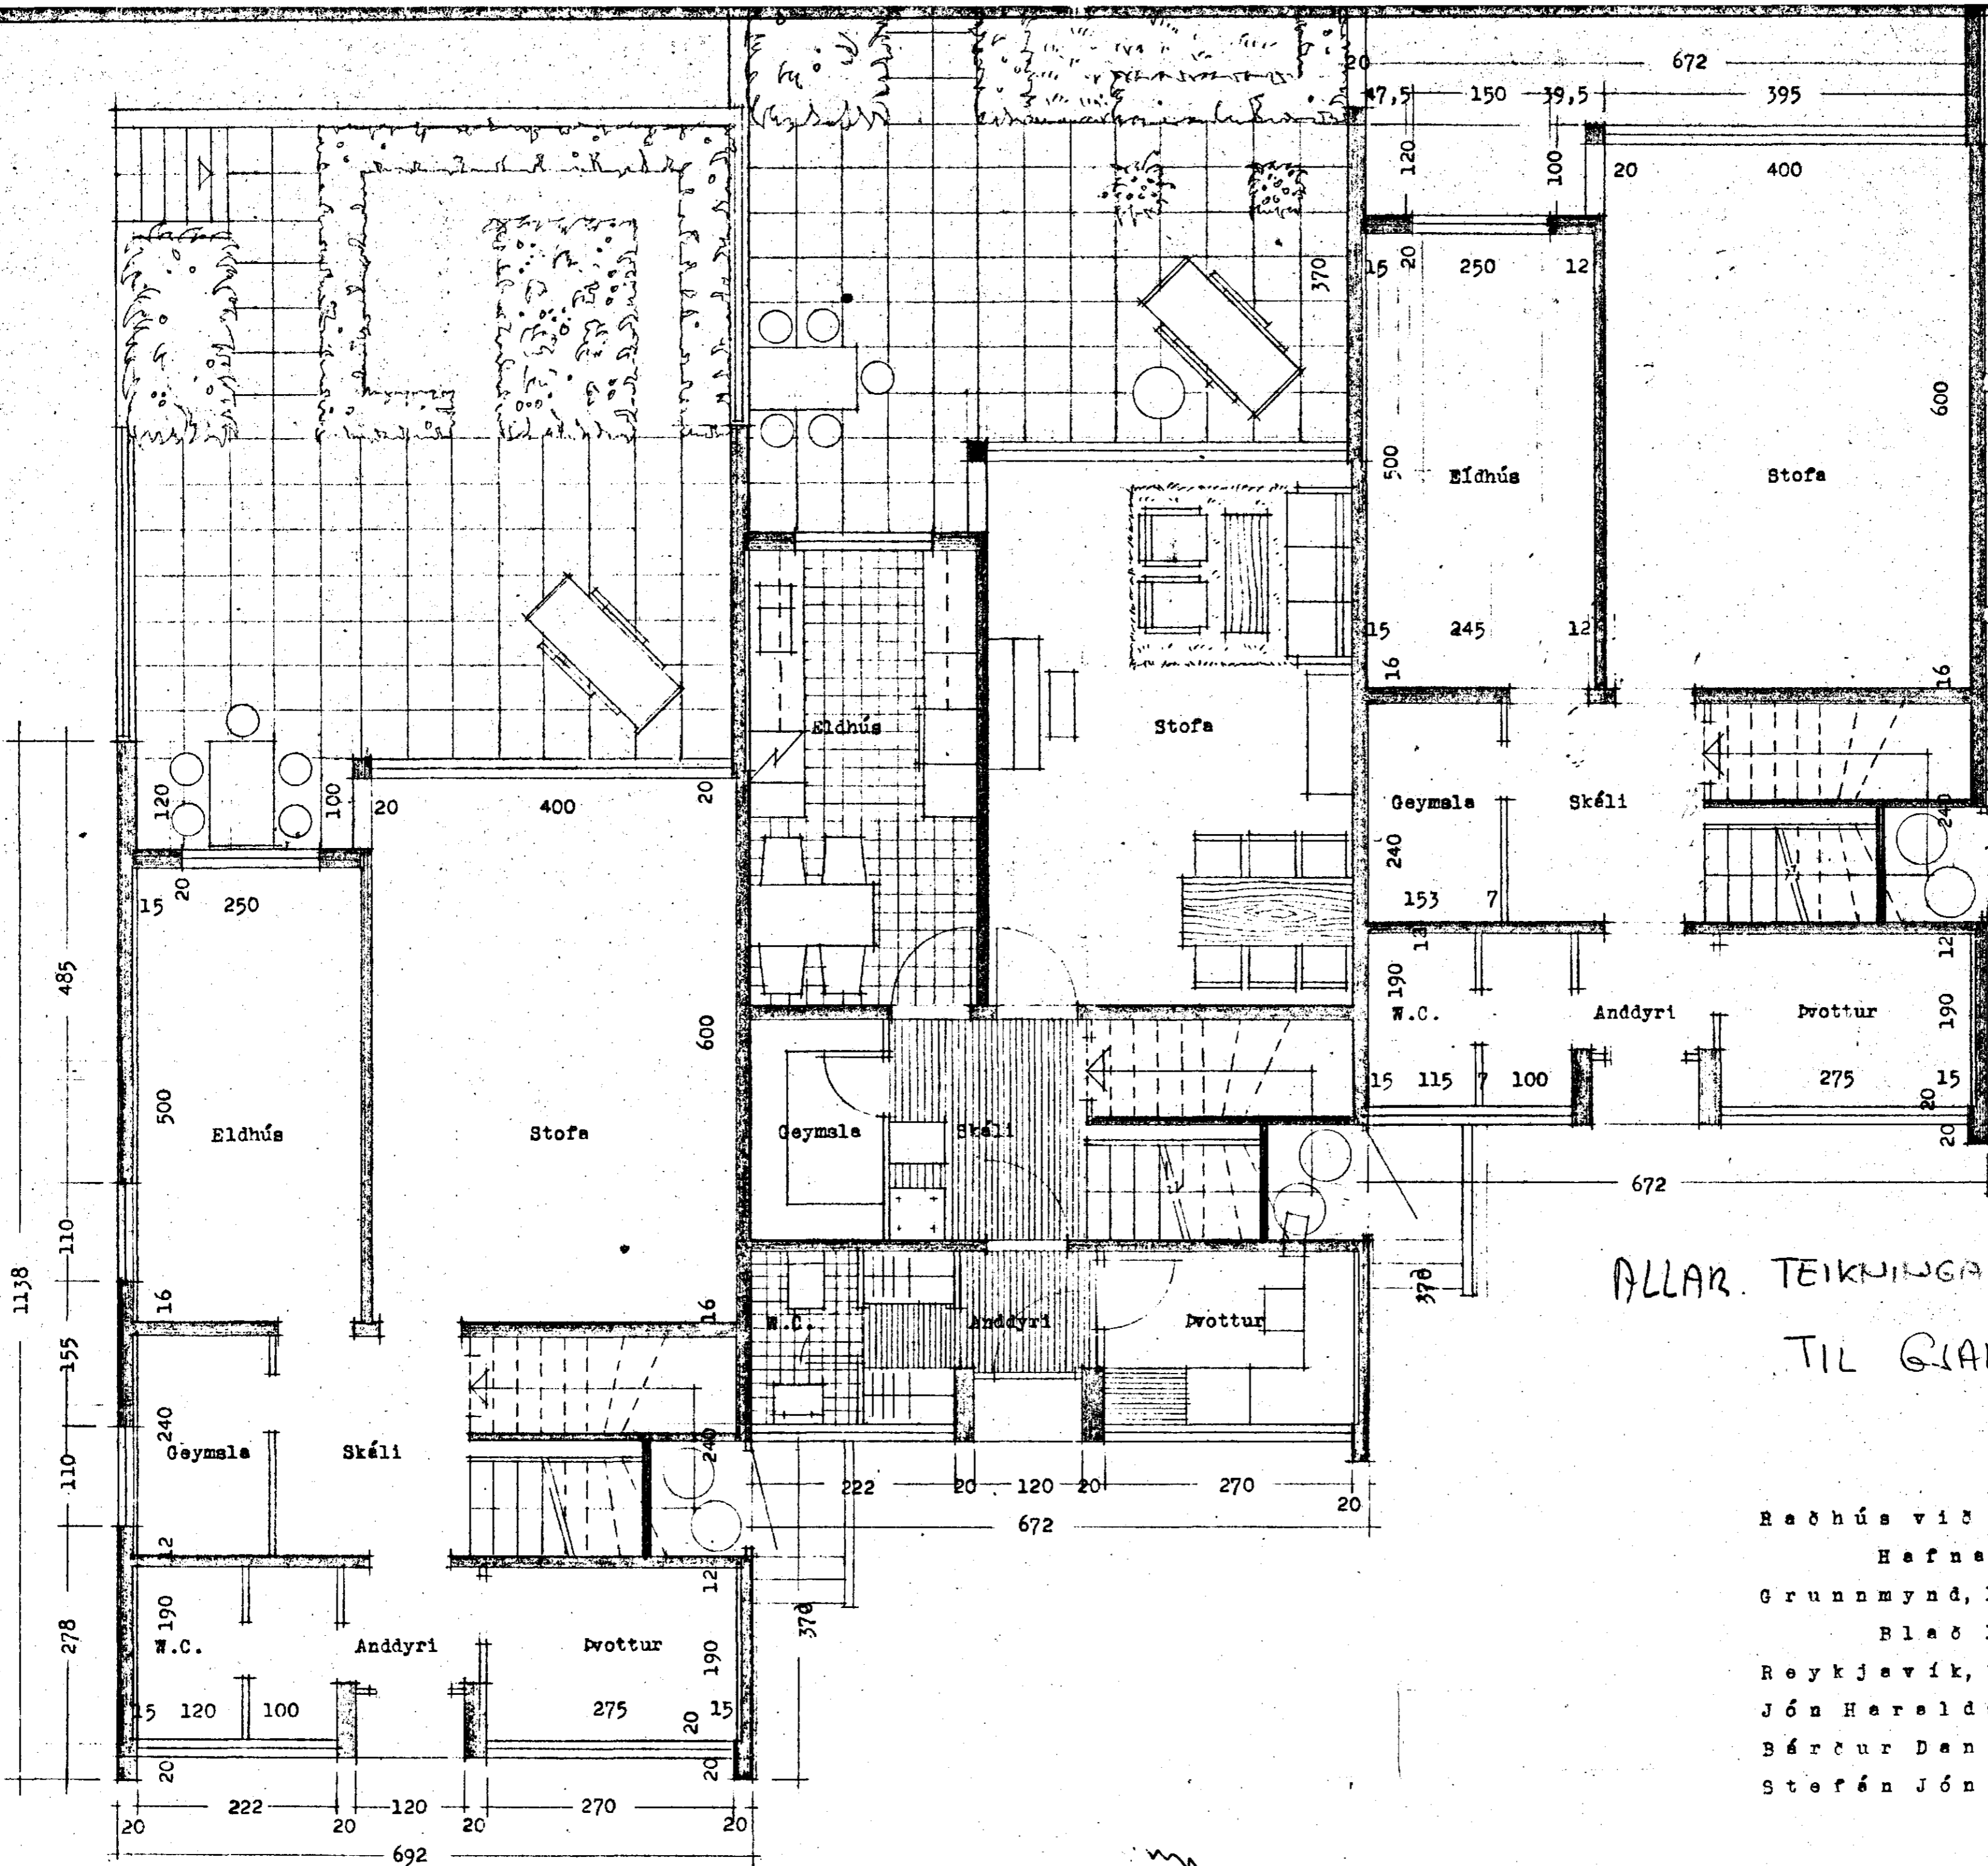 20
672
47,5 150 39,5 395
120 100 20 400
15 20 250 12
370
500
Eldhús
Stofa
600
15 245 12
16 16
Geymsla
Skáli
240 240
153 7
12 12
190 190
W.C.
Anddyri
Þvottur
15 115 7 100
275 15
20
20
672
370
Eldhús
Stofa
Geymsla
Skáli
W.C.
Anddyri
Þvottur
222 20 120 20 270 20
672
120 100 20 400 20
15 20 250
485
500
600
Eldhús
Stofa
1138
110
16 16
155
240 240
Geymsla
Skáli
110
12 12
190 190
278
W.C.
Anddyri
Þvottur
370
15 120 100
275 20 15
20 20
222 120 270
20 20 20 20
692
ALLAR. TEIKNINGA
TIL
Raðhús við
Hafna
Grunnmynd,
Blað
Reykjavík,
Jón Harald
Bárður Dan
Stefán Jón